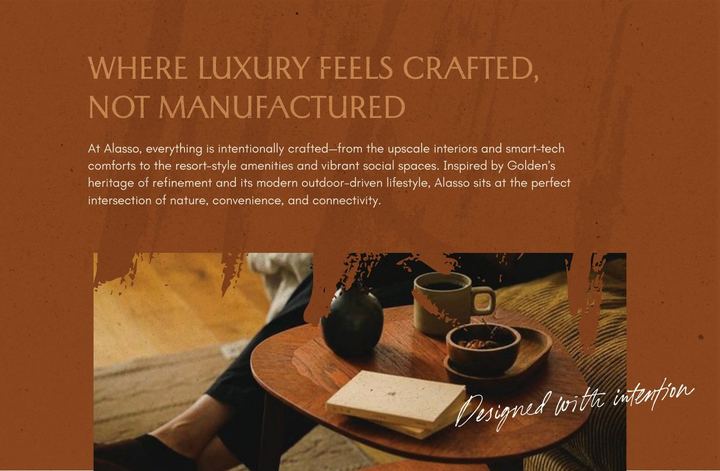 WHERE LUXURY FEELS CRAFTED,
NOT MANUFACTURED
At Alasso, everything is intentionally crafted—from the upscale interiors and smart-tech
comforts to the resort-style amenities and vibrant social spaces. Inspired by Golden's
heritage of refinement and its modern outdoor-driven lifestyle, Alasso sits at the perfect
intersection of nature, convenience, and connectivity.
Designed with intention